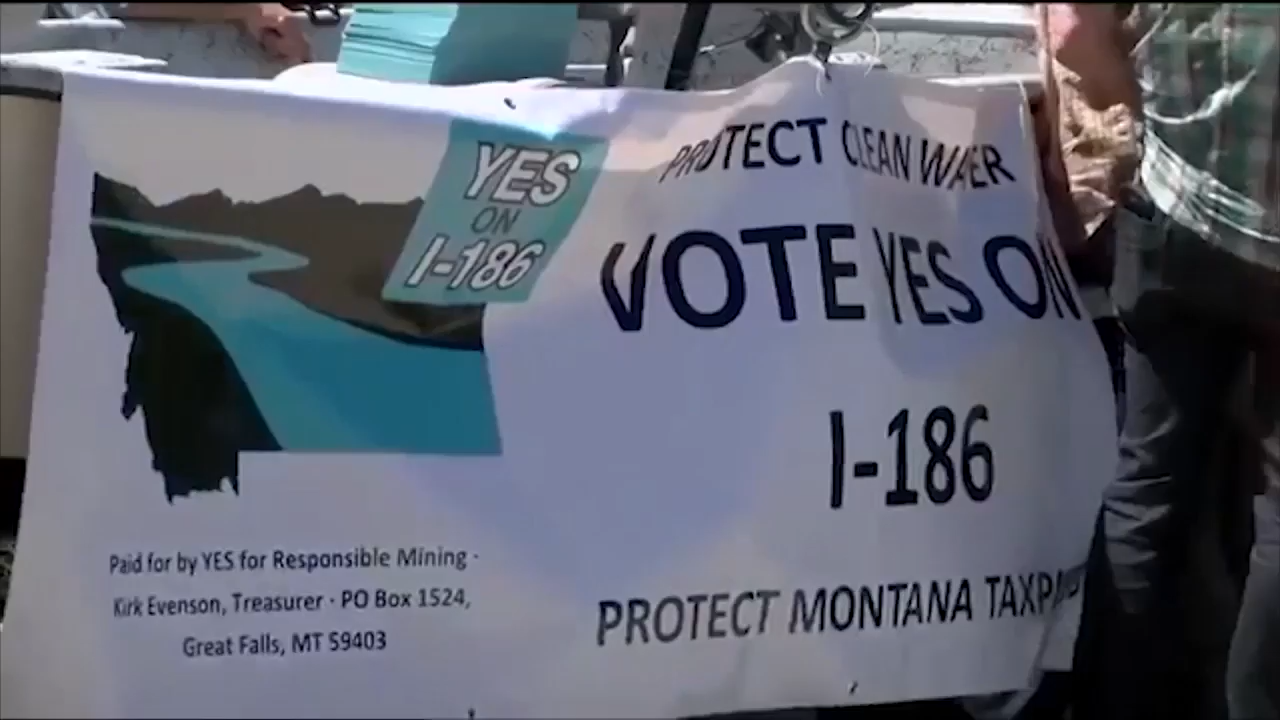 YES
ON
I-186
PROTECT CLEAN WATER
VOTE YES ON
I-186
PROTECT MONTANA
Paid for by YES for Responsible Mining -
Kirk Evenson, Treasurer - PO Box 1524,
Great Falls, MT 59403